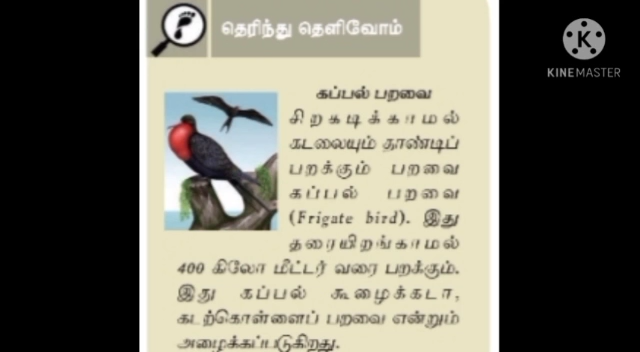 தெரிந்து தெளிவோம்
KINEMASTER
கப்பல் பறவை
சிறகடிக்காமல்
கடலையும் தாண்டிப்
பறக்கும் பறவை
கப்பல் பறவை
(Frigate bird). இது
தரையிறங்காமல்
400 கிலோ மீட்டர் வரை பறக்கும்.
இது கப்பல் கூழைக்கடா,
கடற்கொள்ளைப் பறவை என்றும்
அழைக்கப்படுகிறது.